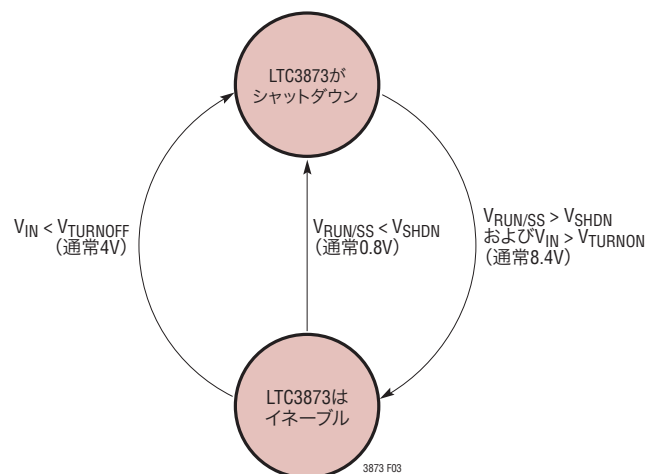 LTC3873が
シャットダウン
VIN < VTURNOFF
（通常4V）
VRUN/SS < VSHDN
（通常0.8V）
VRUN/SS > VSHDN
およびVIN > VTURNON
（通常8.4V）
LTC3873は
イネーブル
3873 F03